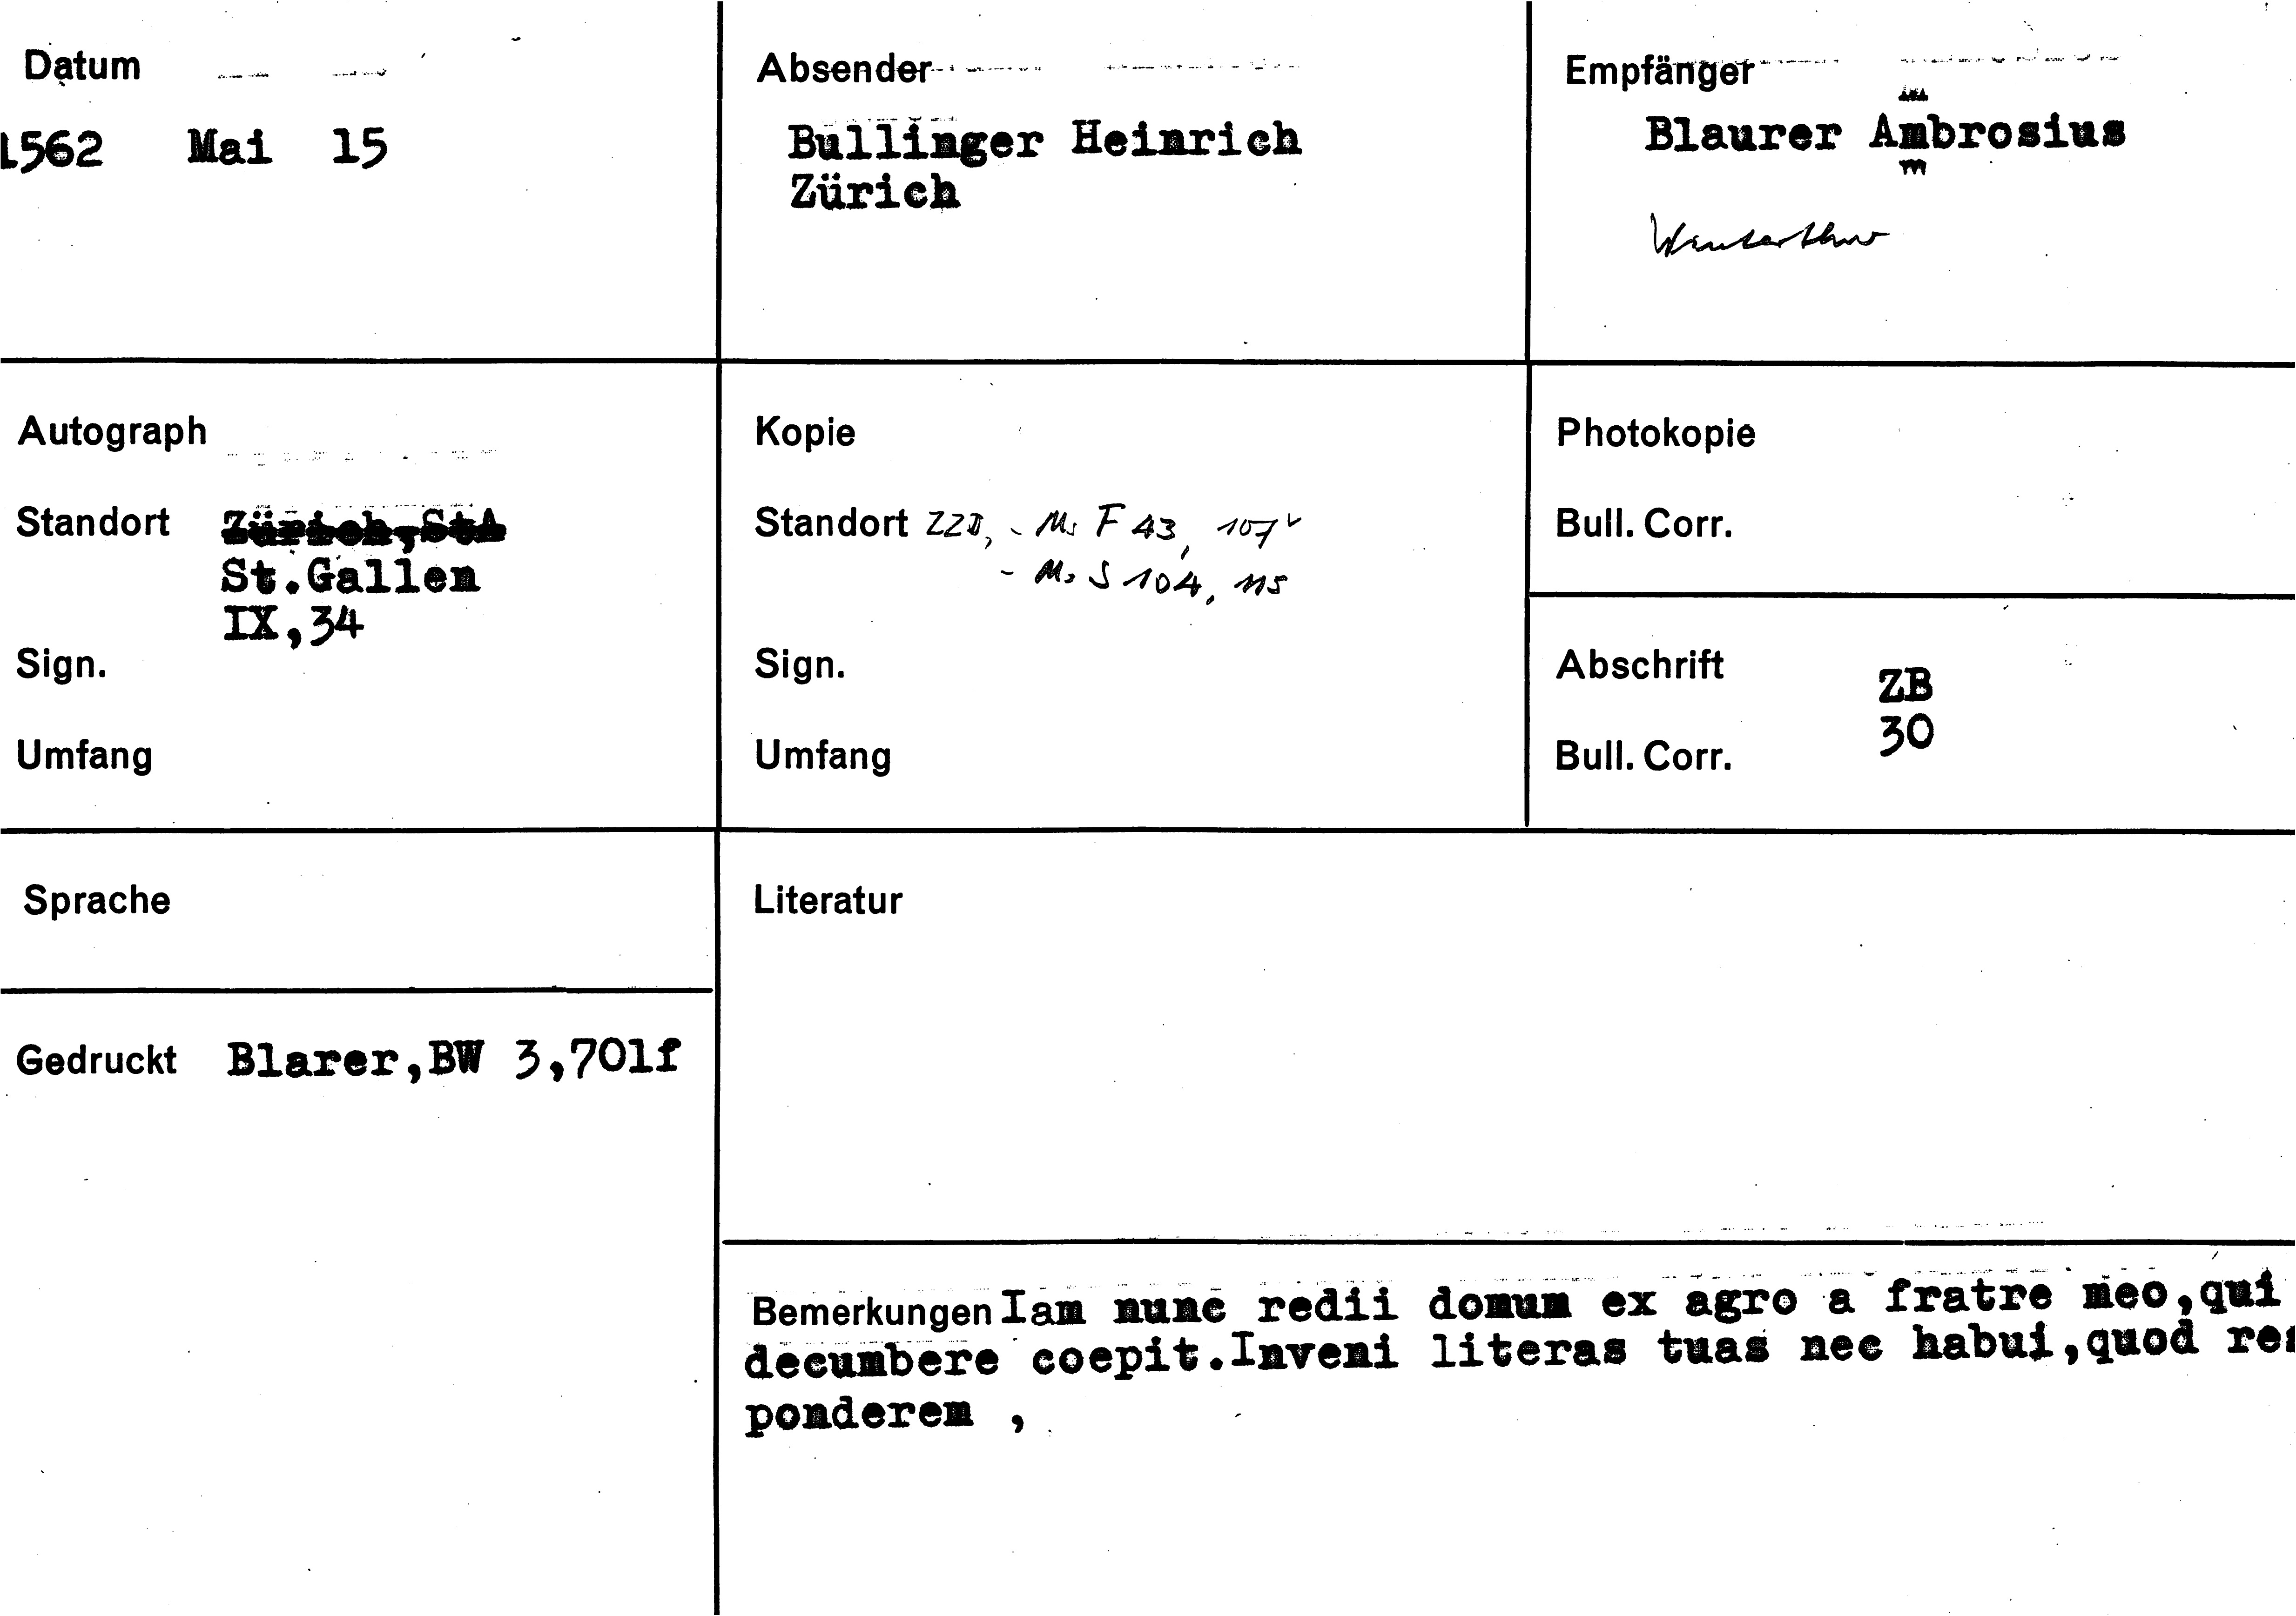 Datum
1562 Mai 15
Absender
Bullinger Heinrich
Zürich
Empfänger
Blaurer Ambrosius
Winterthur
Autograph
Standort Zürich,StA
St.Gallen
IX,34
Sign.
Umfang
Kopie
Standort ZZB, - Ms F 43, 107v
- Ms S 104, 115
Sign.
Umfang
Photokopie
Bull. Corr.
Abschrift ZB
30
Bull. Corr.
Sprache
Gedruckt Blarer,BW 3,701f
Literatur
Bemerkungen Iam nunc redii domum ex agro a fratre meo,qui
decumbere coepit.Inveni literas tuas nec habui,quod res
ponderem ,